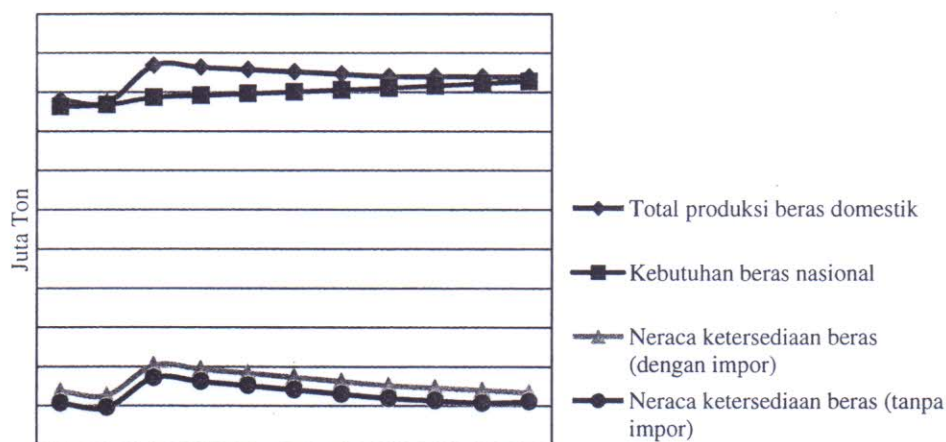 Juta Ton
Total produksi beras domestik
Kebutuhan beras nasional
Neraca ketersediaan beras
(dengan impor)
Neraca ketersediaan beras (tanpa
impor)